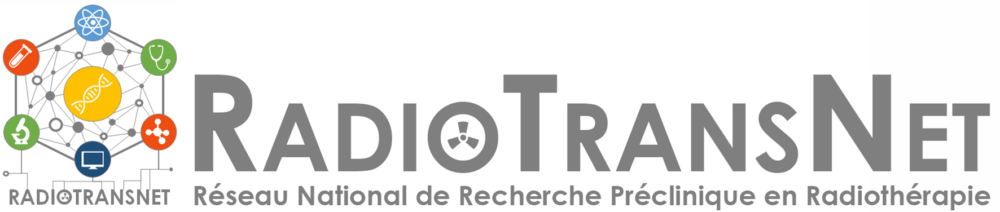 RADIOTRANSNET
RADIOTRANSNET
Réseau National de Recherche Préclinique en Radiothérapie